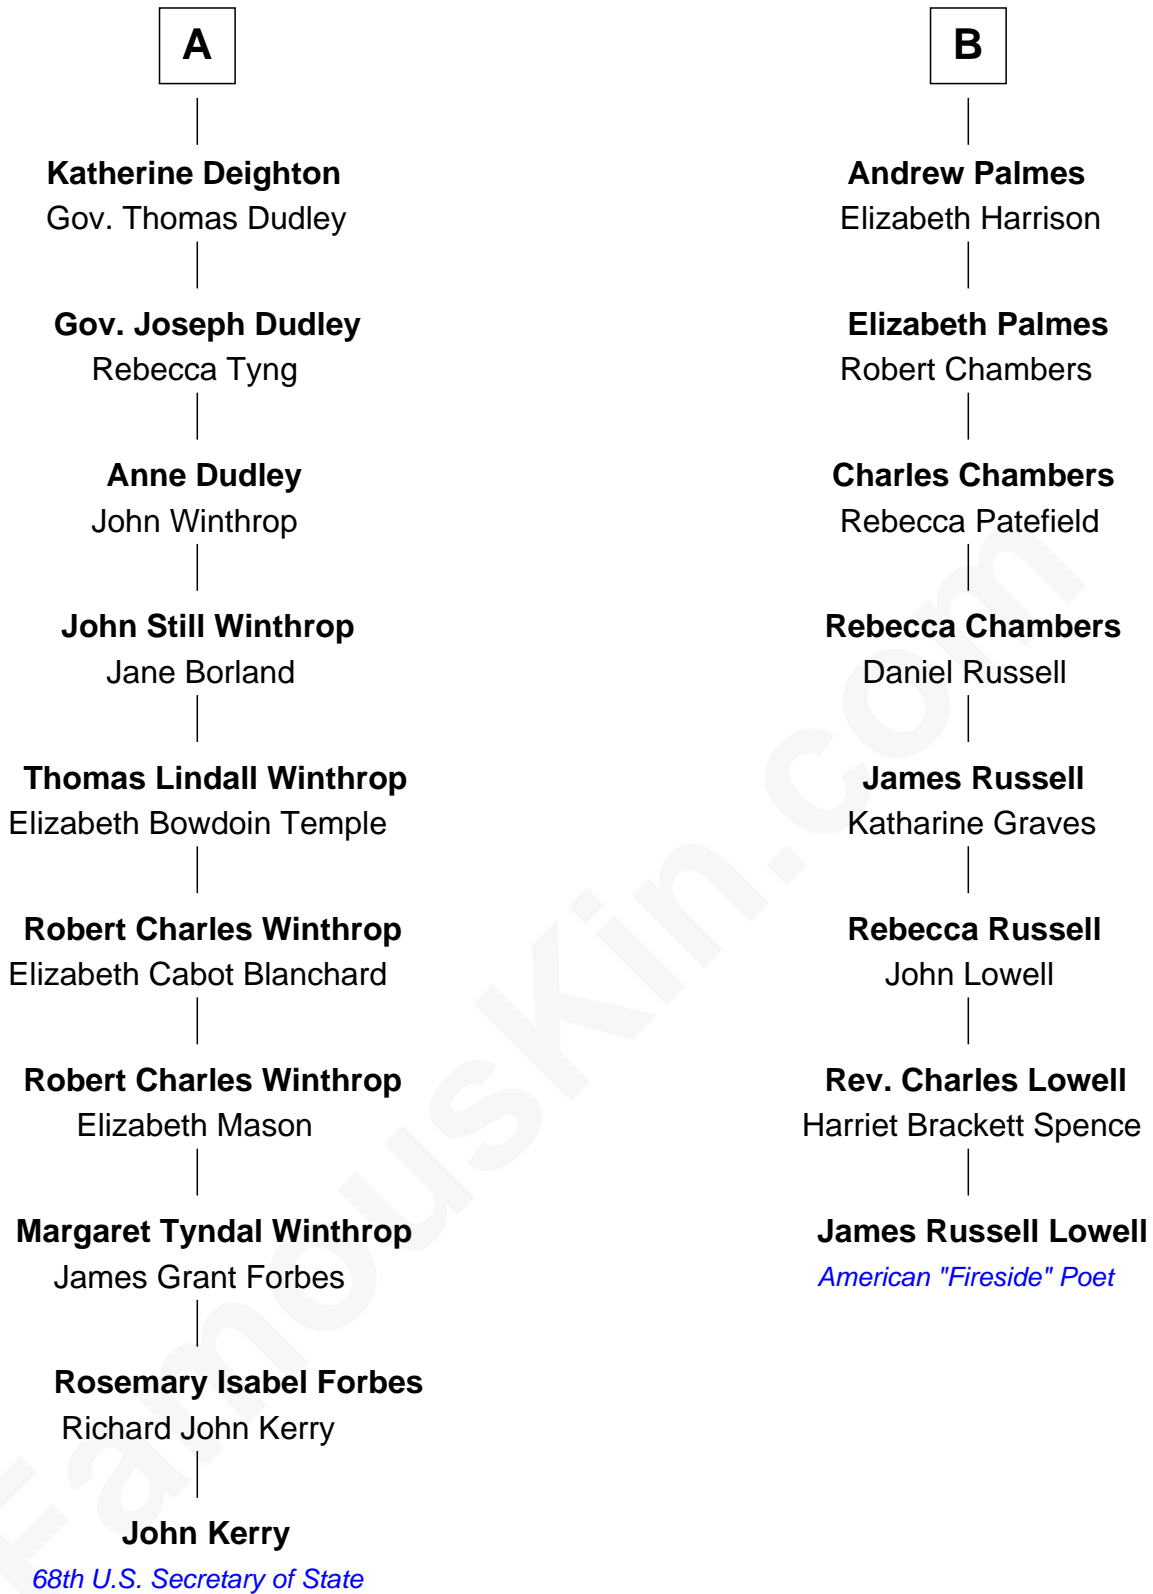 A
Katherine Deighton
Gov. Thomas Dudley
Gov. Joseph Dudley
Rebecca Tyng
Anne Dudley
John Winthrop
John Still Winthrop
Jane Borland
Thomas Lindall Winthrop
Elizabeth Bowdoin Temple
Robert Charles Winthrop
Elizabeth Cabot Blanchard
Robert Charles Winthrop
Elizabeth Mason
Margaret Tyndal Winthrop
James Grant Forbes
Rosemary Isabel Forbes
Richard John Kerry
John Kerry
68th U.S. Secretary of State
B
Andrew Palmes
Elizabeth Harrison
Elizabeth Palmes
Robert Chambers
Charles Chambers
Rebecca Patefield
Rebecca Chambers
Daniel Russell
James Russell
Katharine Graves
Rebecca Russell
John Lowell
Rev. Charles Lowell
Harriet Brackett Spence
James Russell Lowell
American "Fireside" Poet
FamousKin.com